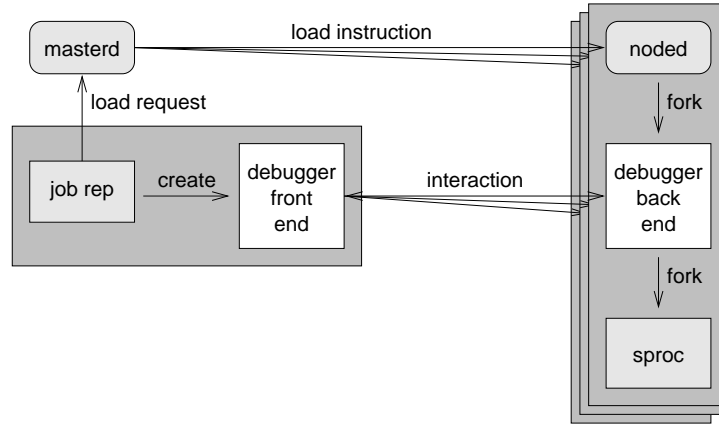 masterd
load instruction
noded
load request
fork
job rep
create
debugger
front
end
interaction
debugger
back
end
fork
sproc